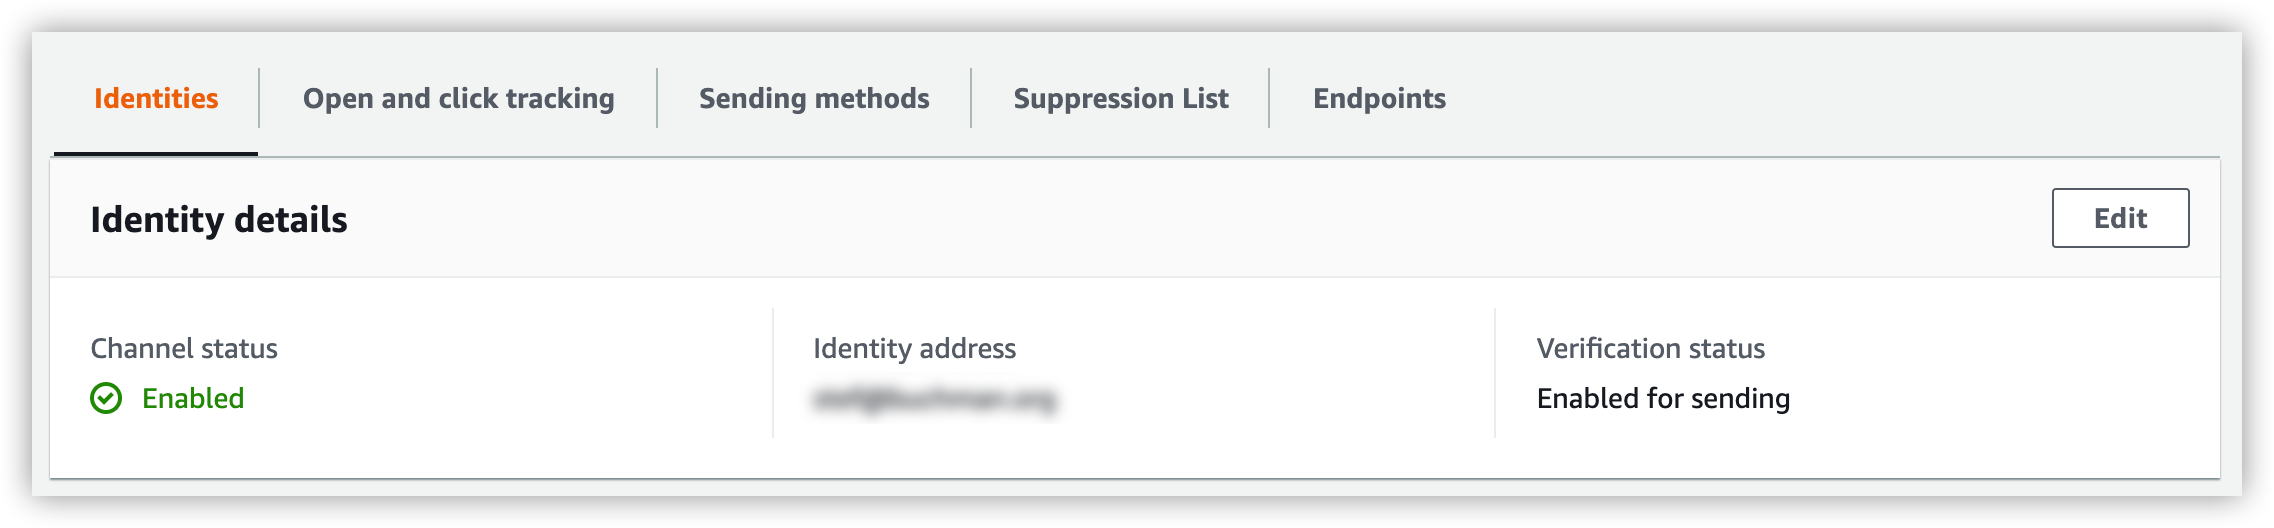 Identities
Open and click tracking
Sending methods
Suppression List
Endpoints
Identity details
Edit
Channel status
Identity address
Verification status
Enabled
Enabled for sending